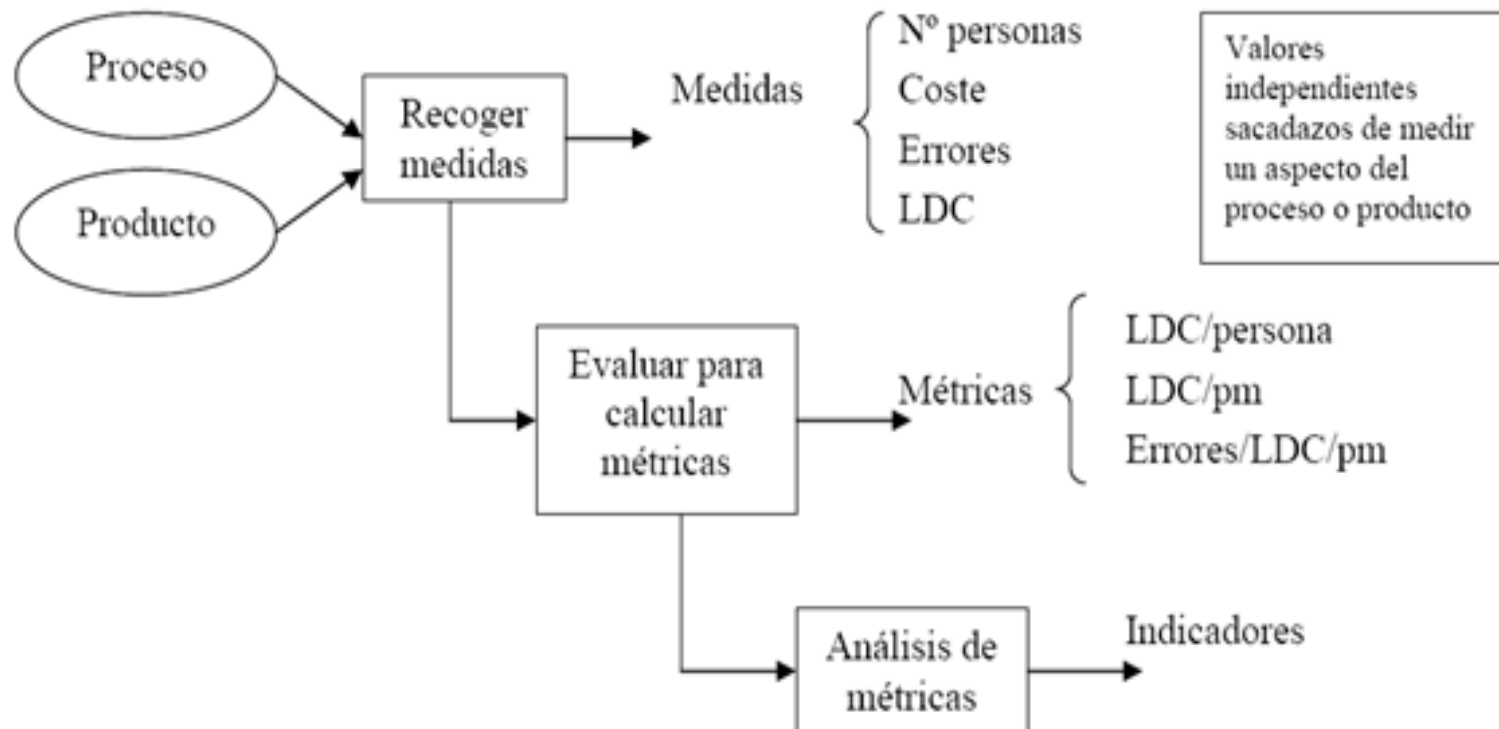 Proceso
Producto
Recoger
medidas
Medidas
Nº personas
Coste
Errores
LDC
Valores
independientes
sacadazos de medir
un aspecto del
proceso o producto
Evaluar para
calcular
métricas
Métricas
LDC/persona
LDC/pm
Errores/LDC/pm
Análisis de
métricas
Indicadores